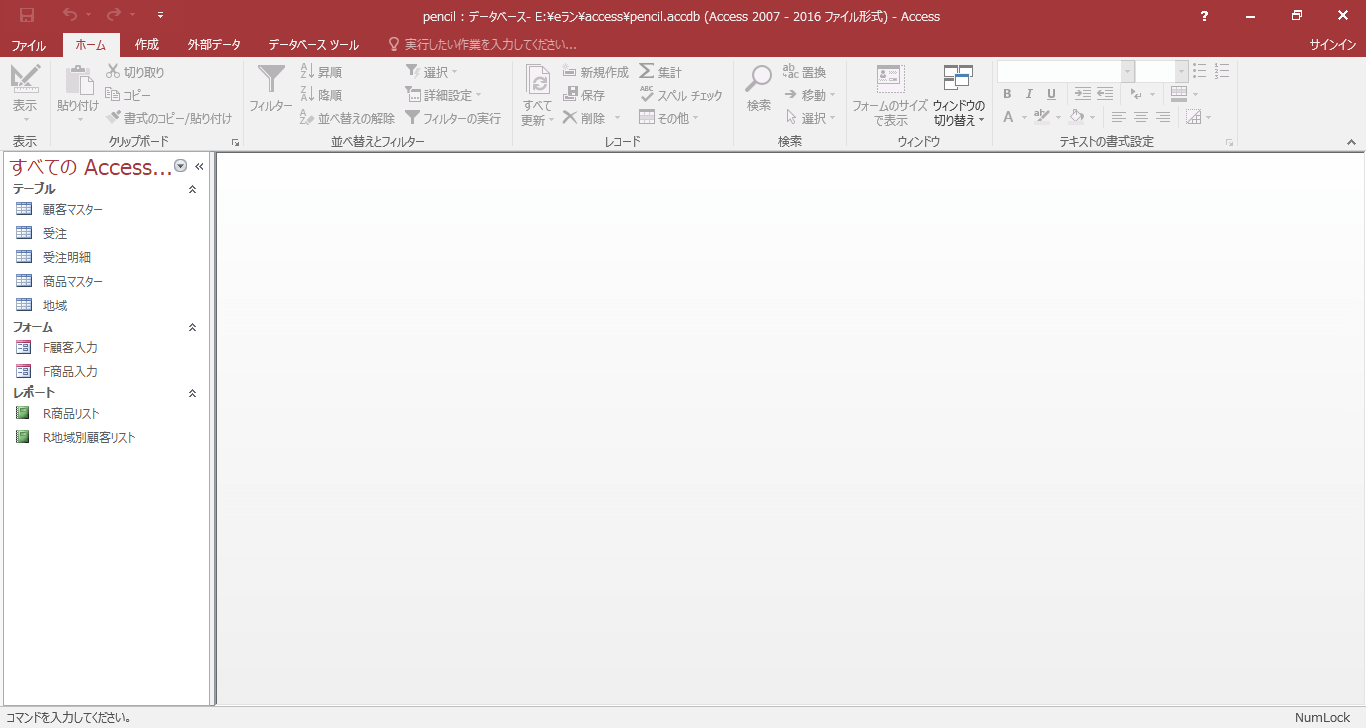 pencil : データベース- E:¥eラン¥access¥pencil.accdb (Access 2007 - 2016 ファイル形式) - Access
?
ファイル ホーム 作成 外部データ データベース ツール 実行したい作業を入力してください... サインイン
表示
表示
貼り付け
切り取り
コピー
書式のコピー/貼り付け
クリップボード
フィルター
昇順
降順
並べ替えの解除
選択
詳細設定
フィルターの実行
並べ替えとフィルター
すべて
更新
新規作成
保存
削除
集計
スペル チェック
その他
レコード
検索
置換
移動
選択
検索
フォームのサイズ
で表示
ウィンドウの
切り替え
ウィンドウ
B I U
A
テキストの書式設定
すべての Access...
テーブル
顧客マスター
受注
受注明細
商品マスター
地域
フォーム
F顧客入力
F商品入力
レポート
R商品リスト
R地域別顧客リスト
コマンドを入力してください。 NumLock